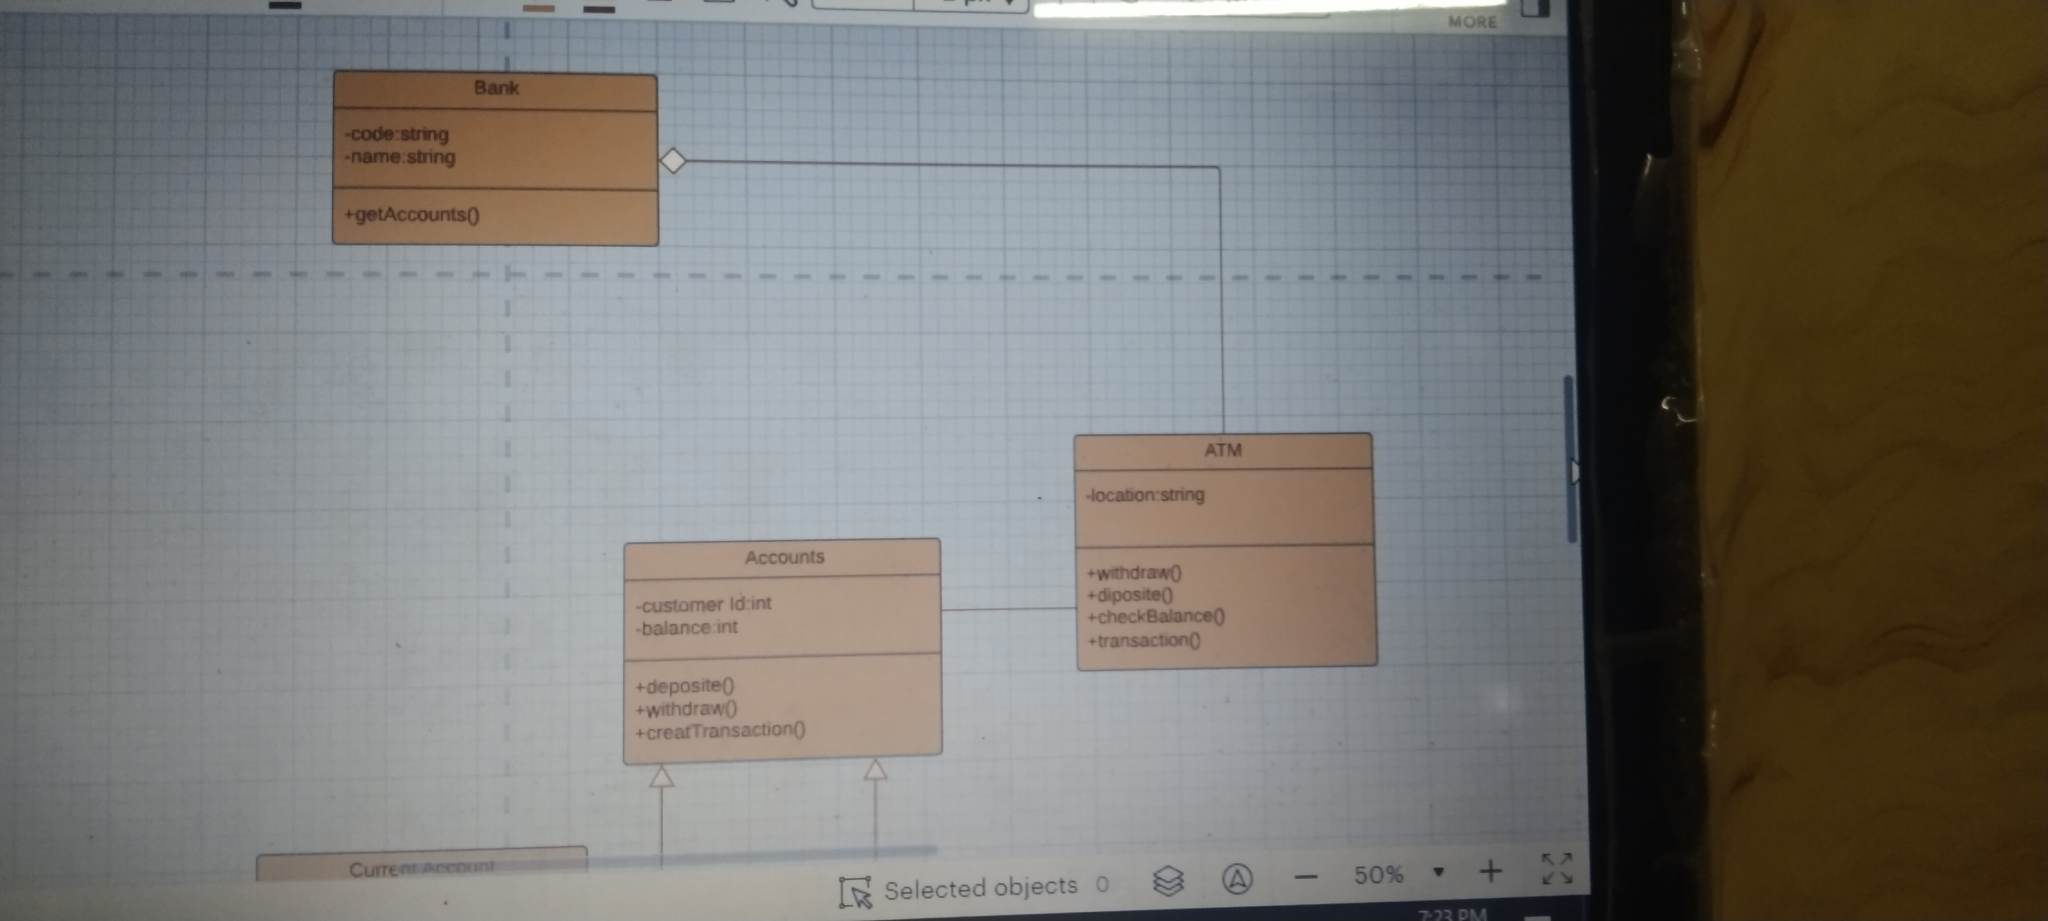 MORE
Bank
-code:string
-name:string
+getAccounts()
ATM
-location:string
+withdraw()
+diposite()
+checkBalance()
+transaction()
Accounts
-customer Id:int
-balance:int
+deposite()
+withdraw()
+creatTransaction()
Current Account
Selected objects 0
50%
7:23 PM